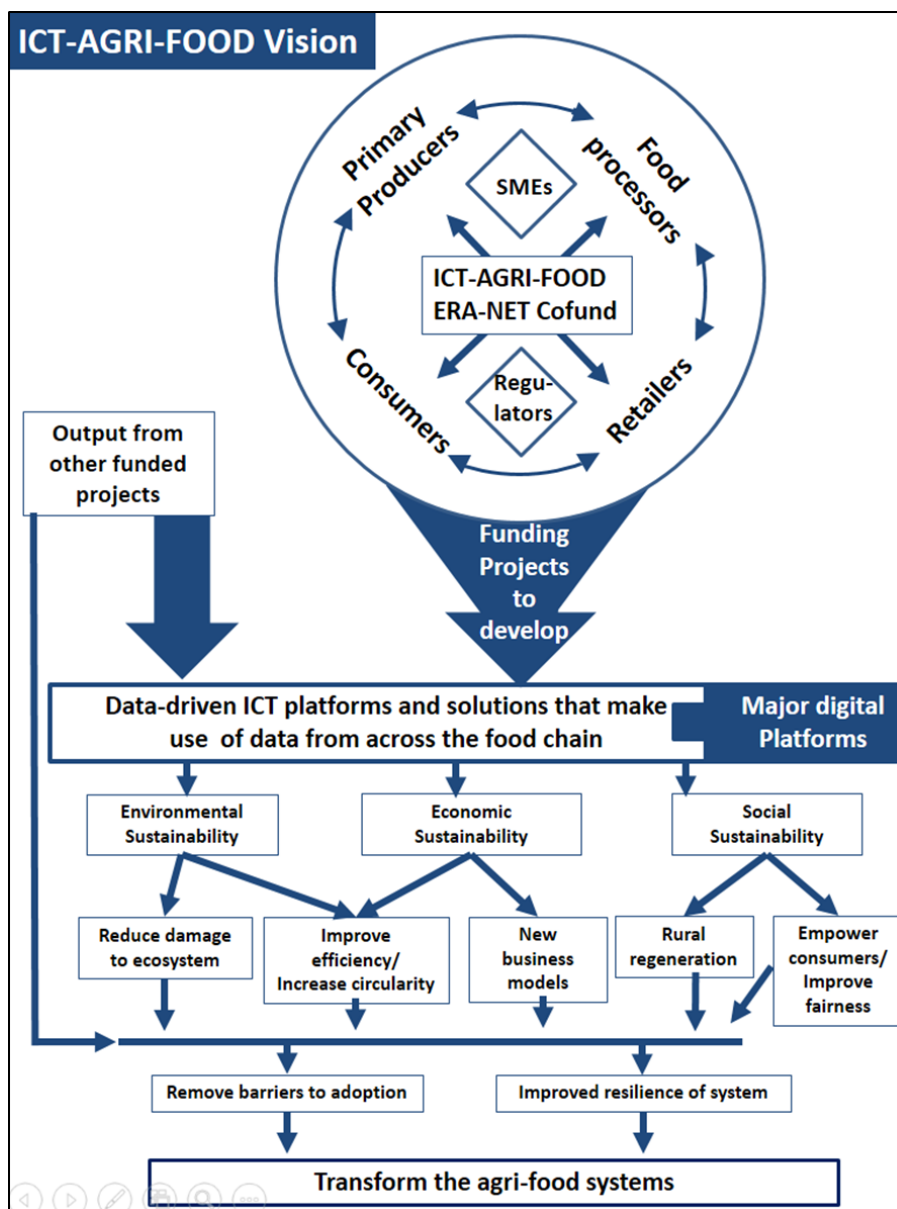 ICT-AGRI-FOOD Vision
Primary
Producers
Food
processors
SMEs
ICT-AGRI-FOOD
ERA-NET Cofund
Consumers
Regu-
lators
Retailers
Output from
other funded
projects
Funding
Projects
to
develop
Data-driven ICT platforms and solutions that make
use of data from across the food chain
Major digital
Platforms
Environmental
Sustainability
Economic
Sustainability
Social
Sustainability
Reduce damage
to ecosystem
Improve
efficiency/
Increase circularity
New
business
models
Rural
regeneration
Empower
consumers/
Improve
fairness
Remove barriers to adoption
Improved resilience of system
Transform the agri-food systems